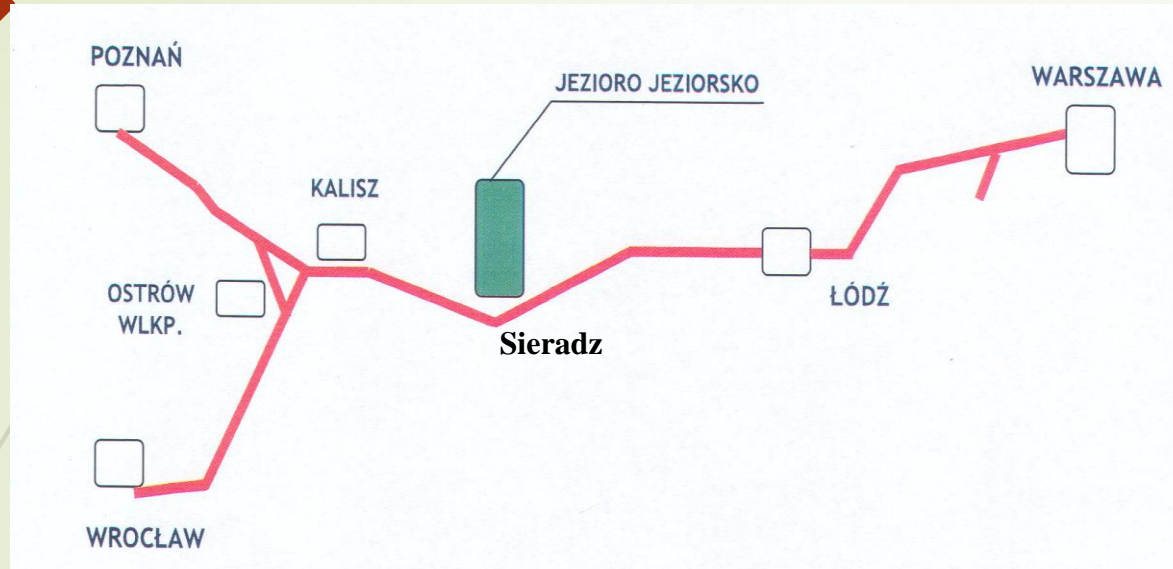 POZNAŃ
JEZIORO JEZIORSKO
WARSZAWA
KALISZ
OSTRÓW
WLKP.
ŁÓDŹ
Sieradz
WROCŁAW